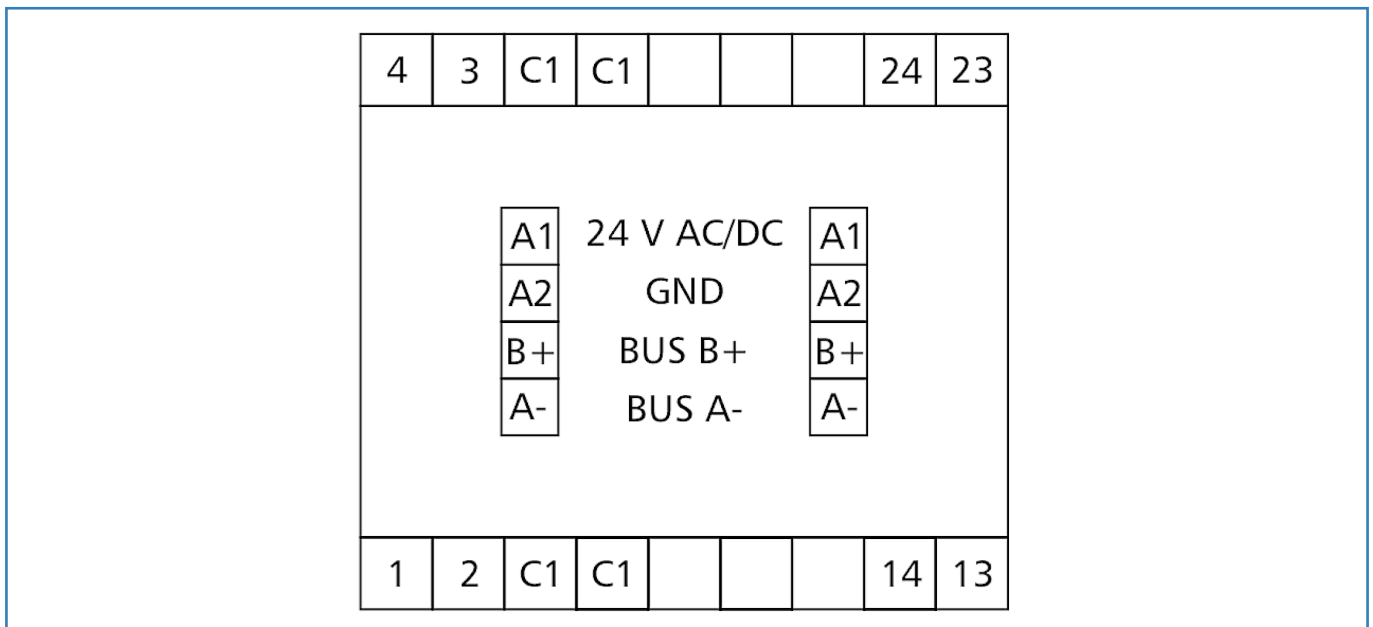 4 3 C1 C1 24 23
A1 24 V AC/DC A1
A2 GND A2
B+ BUS B+ B+
A- BUS A- A-
1 2 C1 C1 14 13